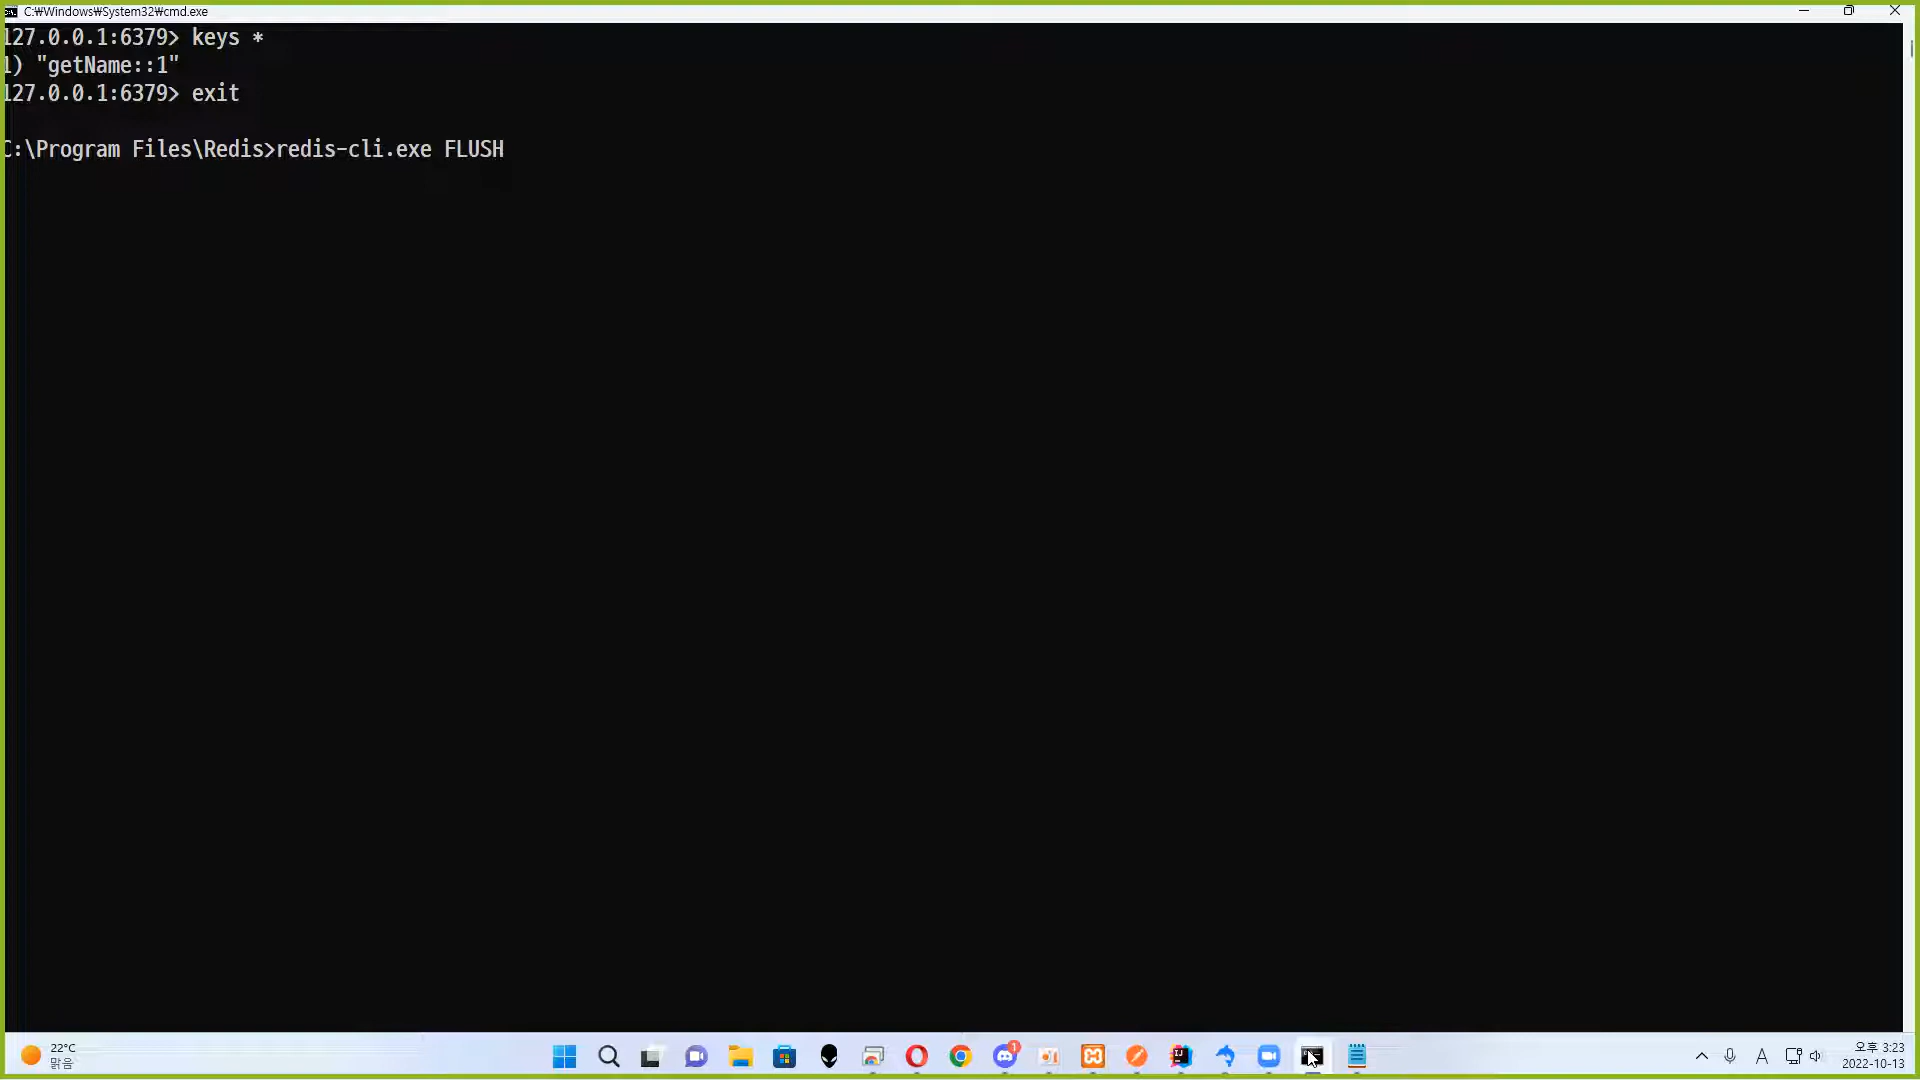 C:₩Windows₩System32₩cmd.exe
127.0.0.1:6379> keys *
1) "getName::1"
127.0.0.1:6379> exit
C:\Program Files\Redis>redis-cli.exe FLUSH
22°C
맑음
1
A
오후 3:23
2022-10-13